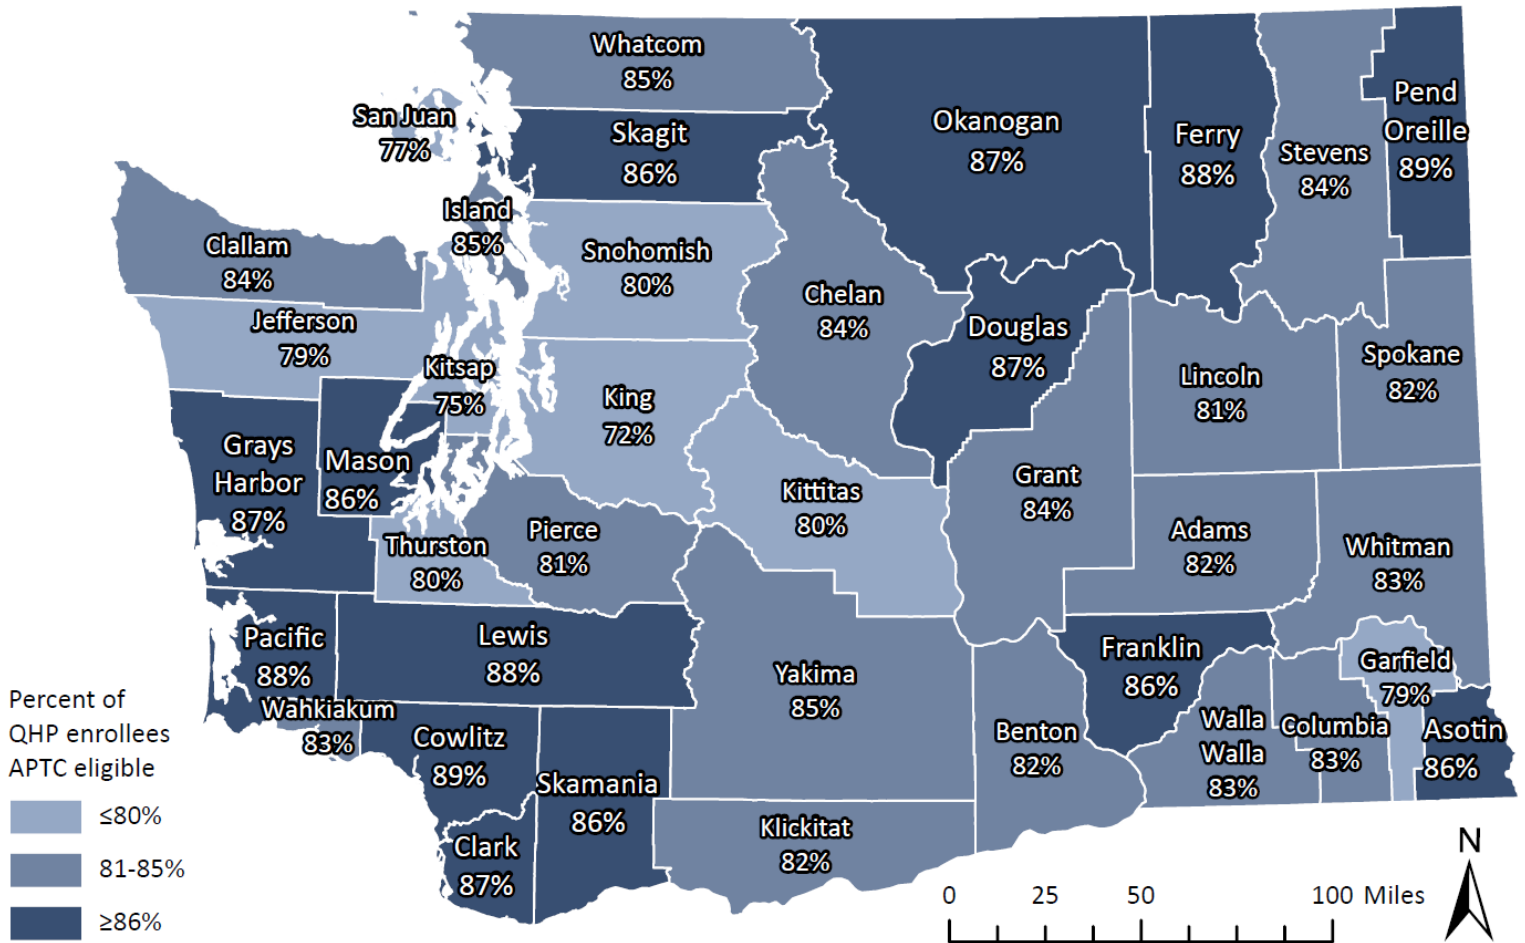 Whatcom
85%
San Juan
77%
Skagit
86%
Okanogan
87%
Ferry
88%
Stevens
84%
Pend
Oreille
89%
Island
85%
Clallam
84%
Snohomish
80%
Chelan
84%
Jefferson
79%
Kitsap
75%
Douglas
87%
King
72%
Lincoln
81%
Spokane
82%
Grays
Harbor
87%
Mason
86%
Kittitas
80%
Grant
84%
Thurston
80%
Pierce
81%
Adams
82%
Whitman
83%
Pacific
88%
Lewis
88%
Yakima
85%
Franklin
86%
Garfield
79%
Wahkiakum
83%
Cowlitz
89%
Skamania
86%
Benton
82%
Walla
Walla
83%
Columbia
83%
Asotin
86%
Clark
87%
Klickitat
82%
Percent of
QHP enrollees
APTC eligible
≤80%
81-85%
≥86%
N
0 25 50 100 Miles